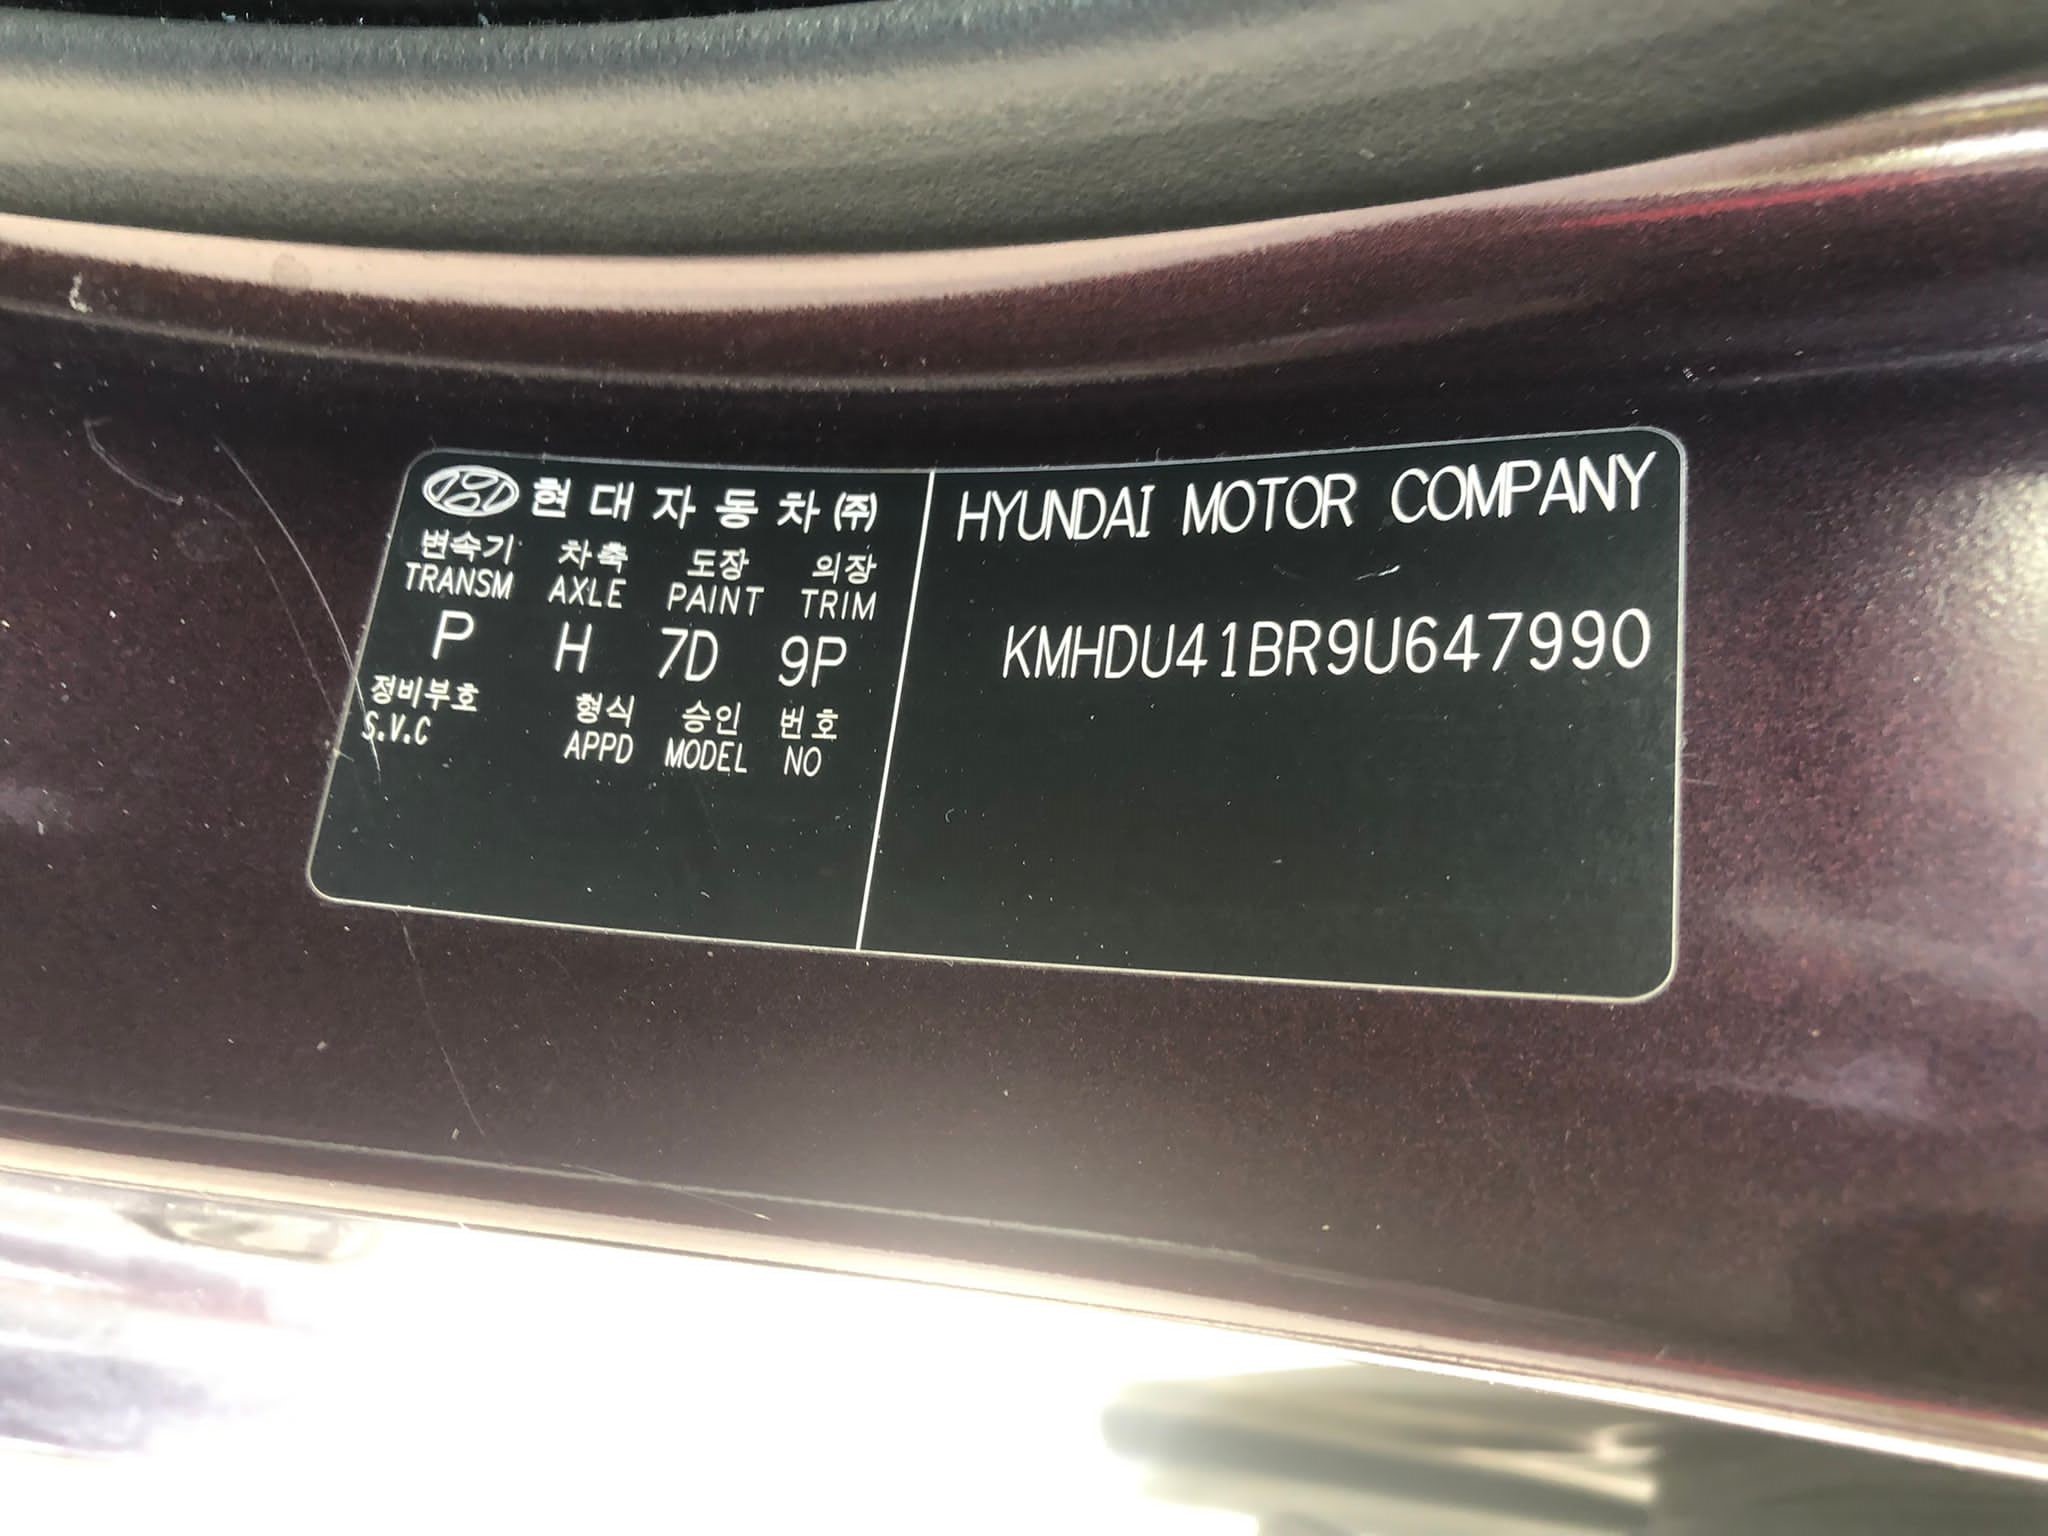 현대자동차(주)
변속기 차축 도장 의장
TRANSM AXLE PAINT TRIM
P H 7D 9P
정비부호 형식 승인 번호
S.V.C APPD MODEL NO
HYUNDAI MOTOR COMPANY
KMHDU41BR9U647990